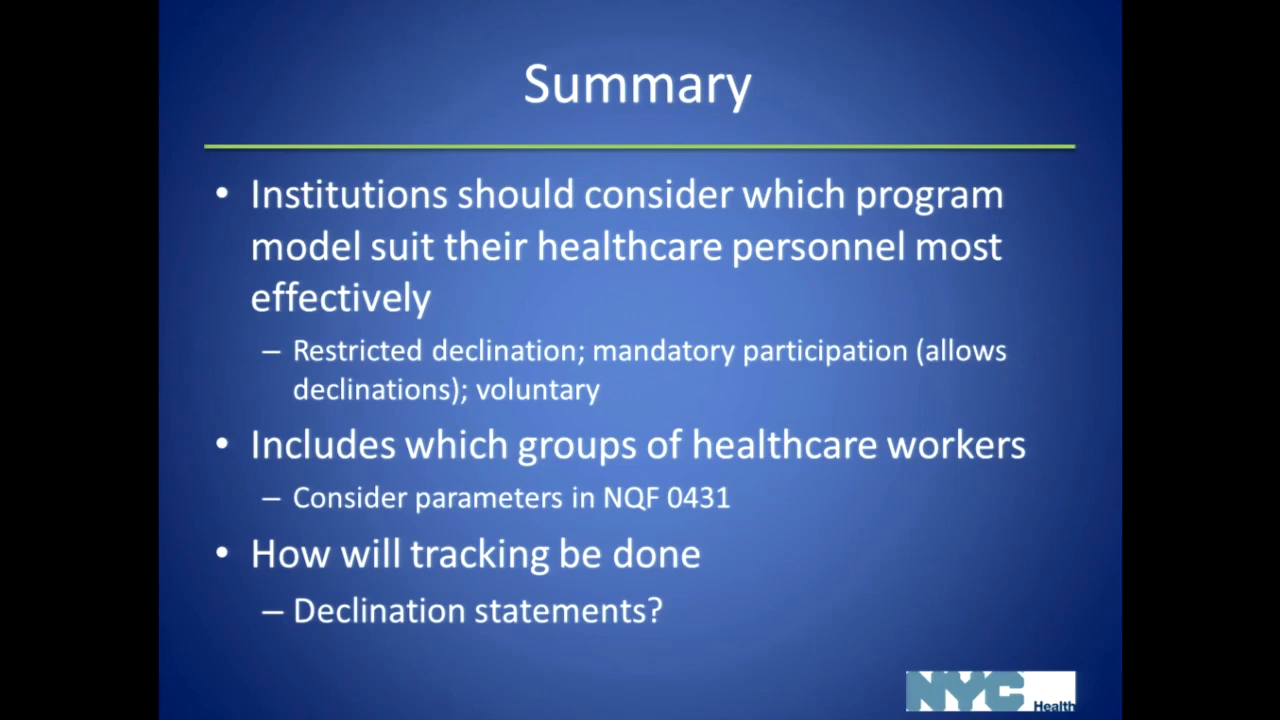 Summary
• Institutions should consider which program
model suit their healthcare personnel most
effectively
– Restricted declination; mandatory participation (allows
declinations); voluntary
• Includes which groups of healthcare workers
– Consider parameters in NQF 0431
• How will tracking be done
– Declination statements?
NYC
Health